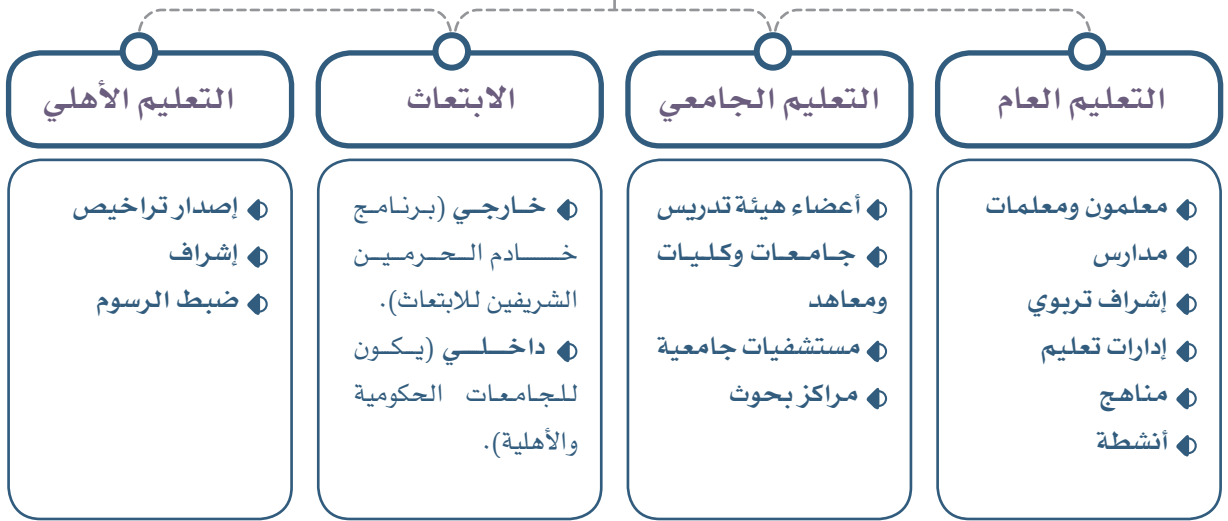 التعليم العام
معلمون ومعلمات
مدارس
إشراف تربوي
إدارات تعليم
مناهج
أنشطة
التعليم الجامعي
أعضاء هيئة تدريس
جامعات وكليات
ومعاهد
مستشفيات جامعية
مراكز بحوث
الابتعاث
خارجي (برنامج
خادم الحرمين
الشريفين للابتعاث).
داخلي (يكون
للجامعات الحكومية
والأهلية).
التعليم الأهلي
إصدار تراخيص
إشراف
ضبط الرسوم